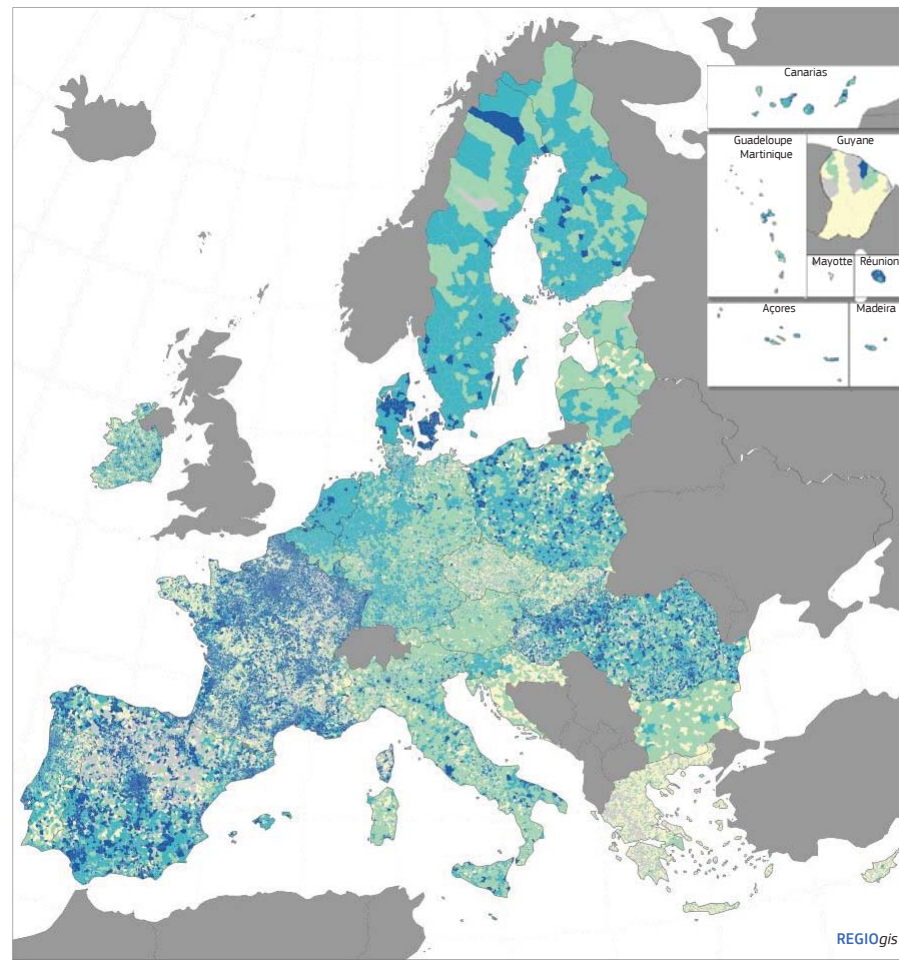 Canarias
Guadeloupe
Martinique
Guyane
Mayotte
Réunion
Açores
Madeira
REGIOgis